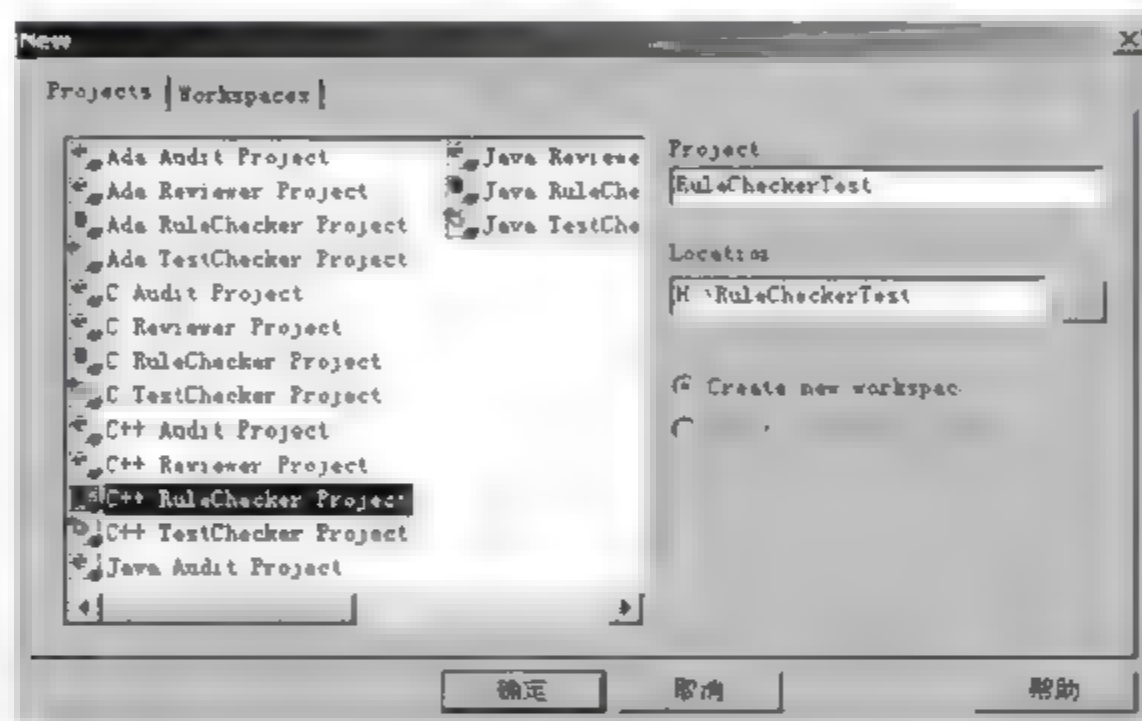 New
Projects
Workspaces
Ada Audit Project
Ada Reviewer Project
Ada RuleChecker Project
Ada TestChecker Project
C Audit Project
C Reviewer Project
C RuleChecker Project
C TestChecker Project
C++ Audit Project
C++ Reviewer Project
C++ RuleChecker Project
C++ TestChecker Project
Java Audit Project
Java Reviewe
Java RuleChe
Java TestChe
Project
RuleCheckerTest
Location
H:\RuleCheckerTest
Create new workspac
确定
取消
帮助